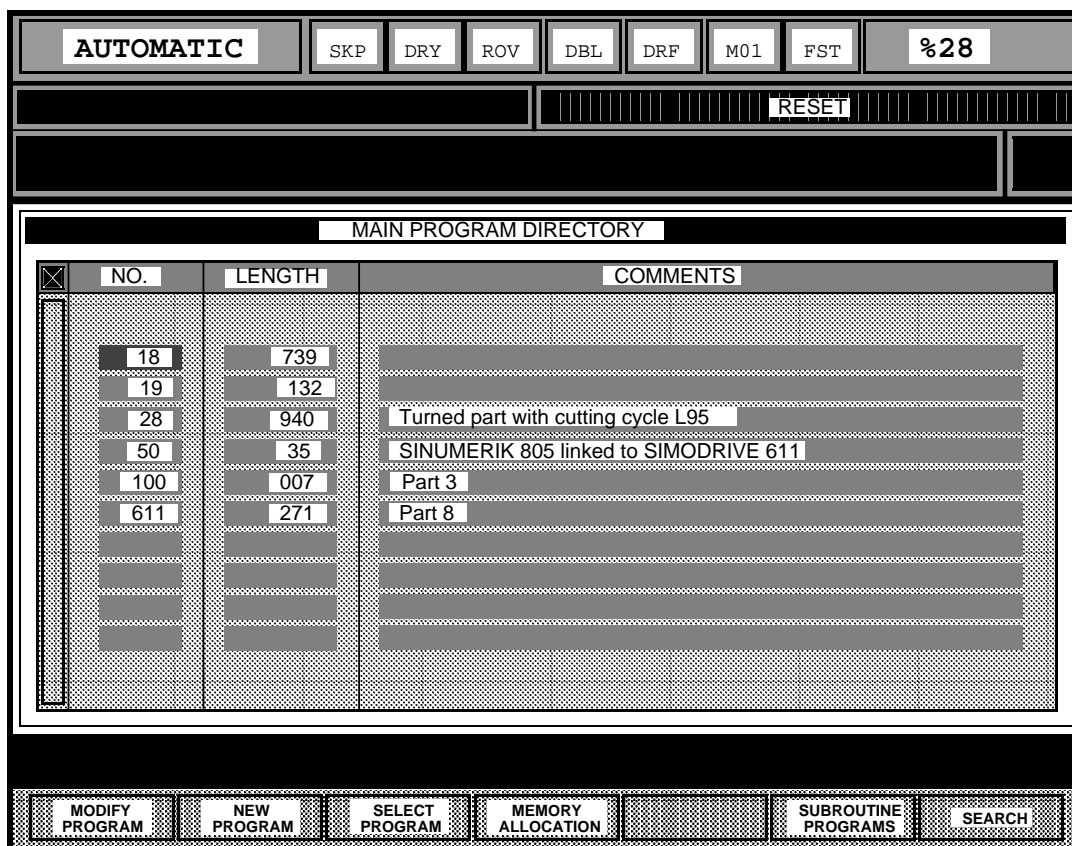 AUTOMATIC SKP DRY ROV DBL DRF M01 FST %28
RESET
MAIN PROGRAM DIRECTORY
NO. LENGTH COMMENTS
18 739
19 132
28 940 Turned part with cutting cycle L95
50 35 SINUMERIK 805 linked to SIMODRIVE 611
100 007 Part 3
611 271 Part 8
MODIFY PROGRAM NEW PROGRAM SELECT PROGRAM MEMORY ALLOCATION SUBROUTINE PROGRAMS SEARCH